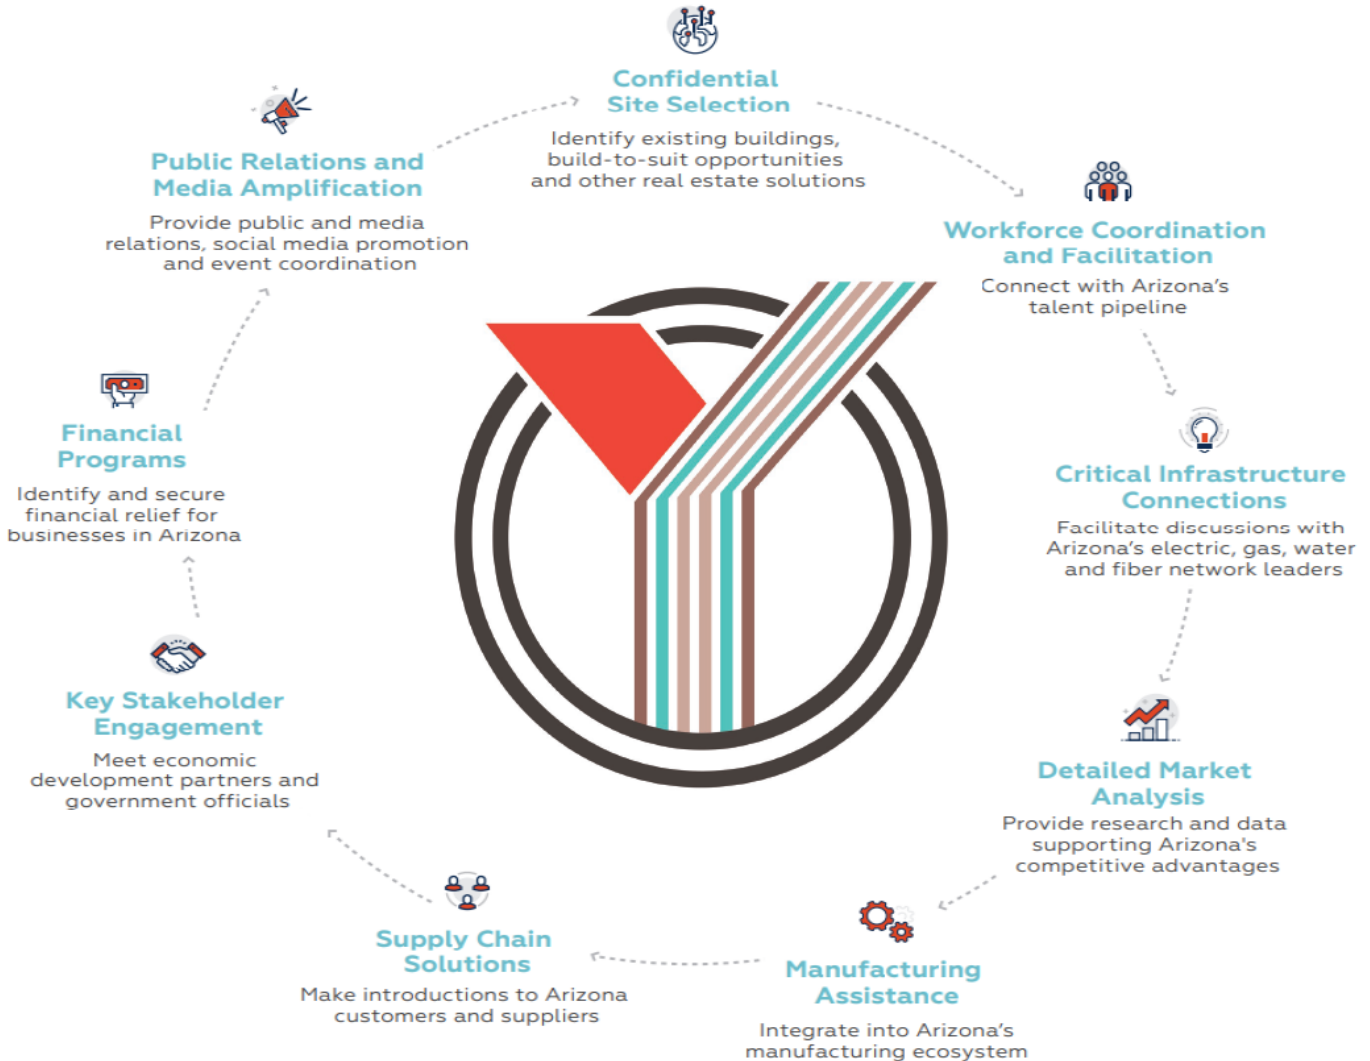 Confidential
Site Selection
Identify existing buildings,
build-to-suit opportunities
and other real estate solutions
Workforce Coordination
and Facilitation
Connect with Arizona's
talent pipeline
Critical Infrastructure
Connections
Facilitate discussions with
Arizona's electric, gas, water
and fiber network leaders
Detailed Market
Analysis
Provide research and data
supporting Arizona's
competitive advantages
Manufacturing
Assistance
Integrate into Arizona's
manufacturing ecosystem
Supply Chain
Solutions
Make introductions to Arizona
customers and suppliers
Key Stakeholder
Engagement
Meet economic
development partners and
government officials
Financial
Programs
Identify and secure
financial relief for
businesses in Arizona
Public Relations and
Media Amplification
Provide public and media
relations, social media promotion
and event coordination